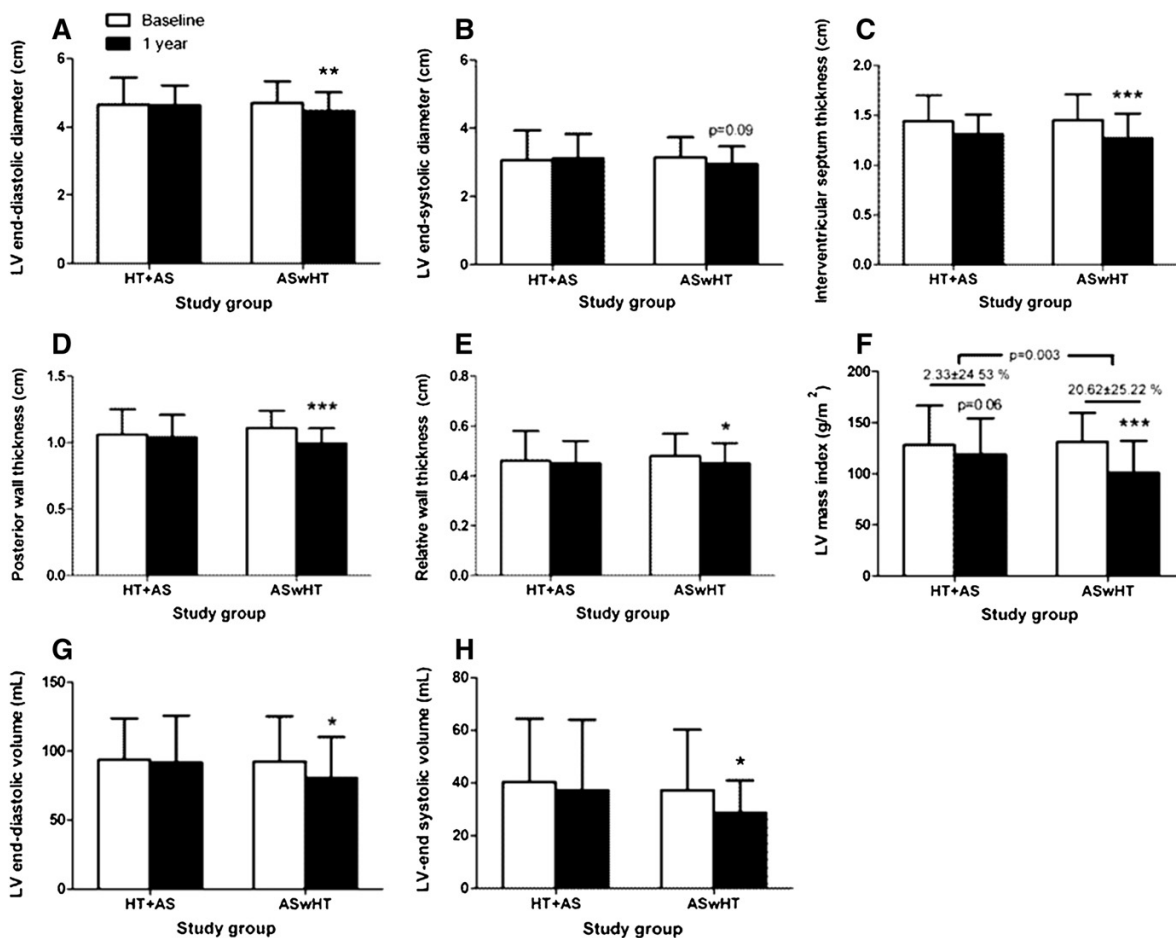 A
Baseline
1 year
LV end-diastolic diameter (cm)
6
4
2
0
**
HT+AS
ASwHT
Study group
B
LV end-systolic diameter (cm)
6
4
2
0
p=0.09
HT+AS
ASwHT
Study group
C
Interventricular septum thickness (cm)
2.0
1.5
1.0
0.5
0.0
***
HT+AS
ASwHT
Study group
D
Posterior wall thickness (cm)
1.5
1.0
0.5
0.0
***
HT+AS
ASwHT
Study group
E
Relative wall thickness (cm)
0.8
0.6
0.4
0.2
0.0
*
HT+AS
ASwHT
Study group
F
LV mass index (g/m 2)
200
150
100
50
0
p=0.003
2.33±24 53 %
20.62±25.22 %
p=0.06
***
HT+AS
ASwHT
Study group
G
LV end-diastolic volume (mL)
150
100
50
0
*
HT+AS
ASwHT
Study group
H
LV-end systolic volume (mL)
80
60
40
20
0
*
HT+AS
ASwHT
Study group